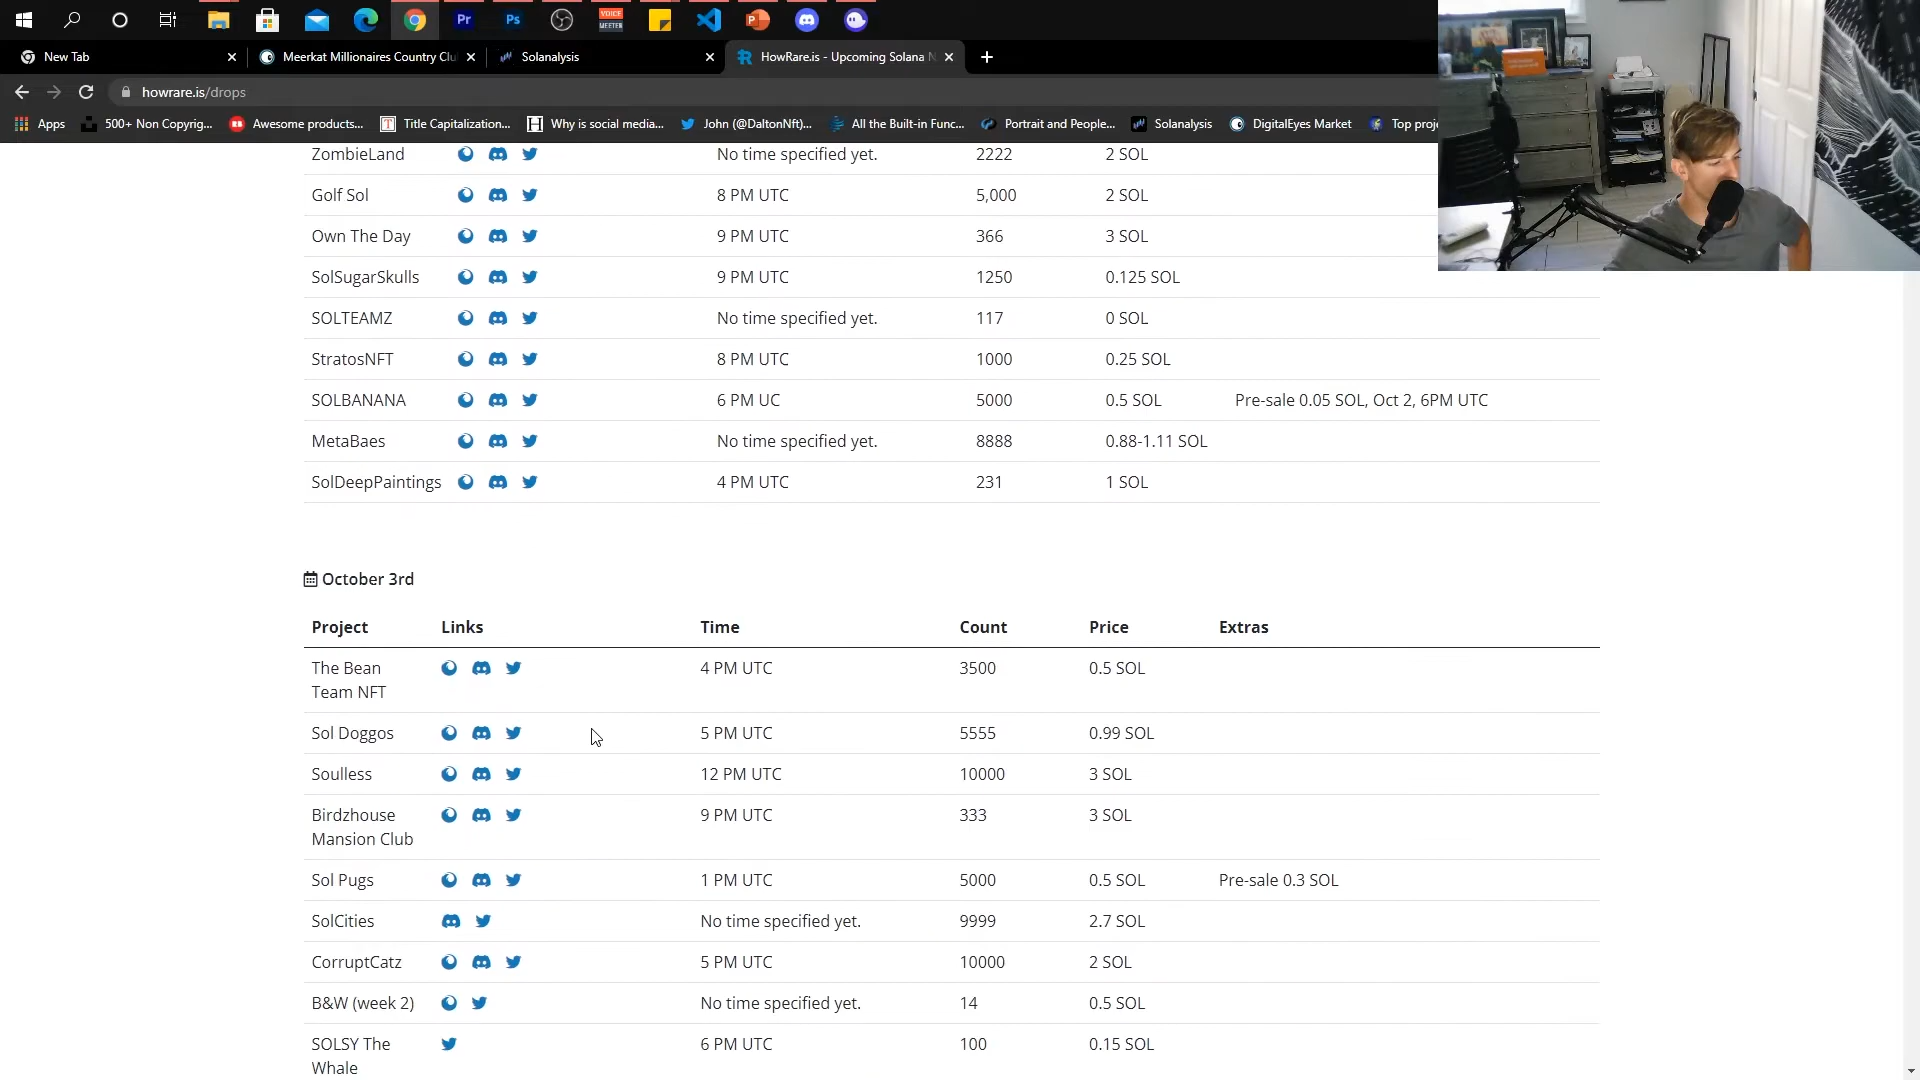 Pr
Ps
VOICE
MEETER
New Tab
Meerkat Millionaires Country Clu
Solanalysis
HowRare.is - Upcoming Solana N
howrare.is/drops
Apps
500+ Non Copyrig...
Awesome products...
Title Capitalization...
Why is social media...
John (@DaltonNft)...
All the Built-in Func...
Portrait and People...
Solanalysis
DigitalEyes Market
Top proj
ZombieLand No time specified yet. 2222 2 SOL
Golf Sol 8 PM UTC 5,000 2 SOL
Own The Day 9 PM UTC 366 3 SOL
SolSugarSkulls 9 PM UTC 1250 0.125 SOL
SOLTEAMZ No time specified yet. 117 0 SOL
StratosNFT 8 PM UTC 1000 0.25 SOL
SOLBANANA 6 PM UC 5000 0.5 SOL Pre-sale 0.05 SOL, Oct 2, 6PM UTC
MetaBaes No time specified yet. 8888 0.88-1.11 SOL
SolDeepPaintings 4 PM UTC 231 1 SOL
October 3rd
Project Links Time Count Price Extras
The Bean 4 PM UTC 3500 0.5 SOL
Team NFT
Sol Doggos 5 PM UTC 5555 0.99 SOL
Soulless 12 PM UTC 10000 3 SOL
Birdzhouse 9 PM UTC 333 3 SOL
Mansion Club
Sol Pugs 1 PM UTC 5000 0.5 SOL Pre-sale 0.3 SOL
SolCities No time specified yet. 9999 2.7 SOL
CorruptCatz 5 PM UTC 10000 2 SOL
B&W (week 2) No time specified yet. 14 0.5 SOL
SOLSY The 6 PM UTC 100 0.15 SOL
Whale